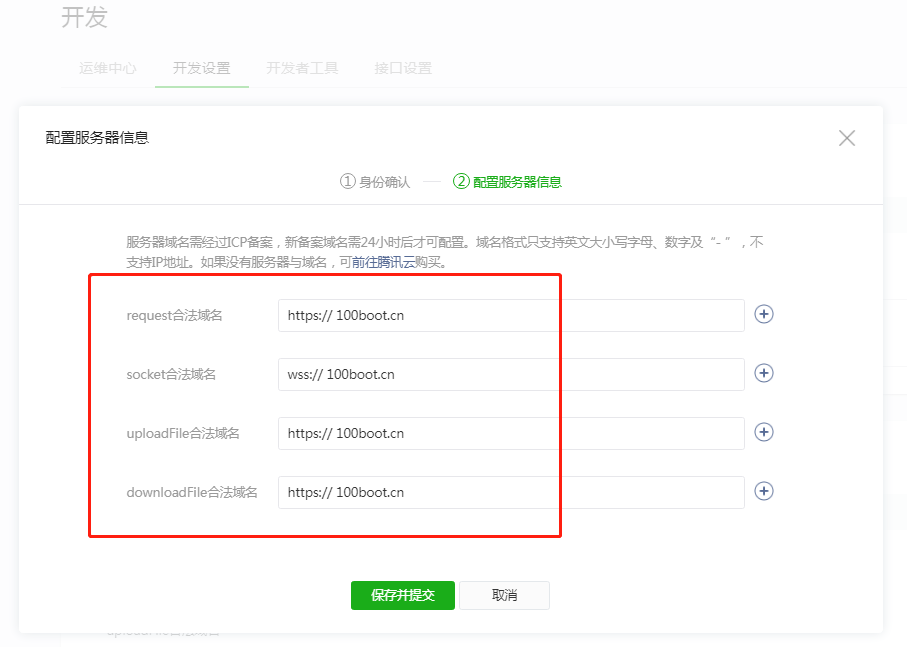 开发
运维中心 开发设置 开发者工具 接口设置
配置服务器信息
①身份确认 ②配置服务器信息
服务器域名需经过ICP备案，新备案域名需24小时后才可配置。域名格式只支持英文大小写字母、数字及“- ”，不
支持IP地址。如果没有服务器与域名，可前往腾讯云购买。
request合法域名 https:// 100boot.cn
socket合法域名 wss:// 100boot.cn
uploadFile合法域名 https:// 100boot.cn
downloadFile合法域名 https:// 100boot.cn
保存并提交 取消